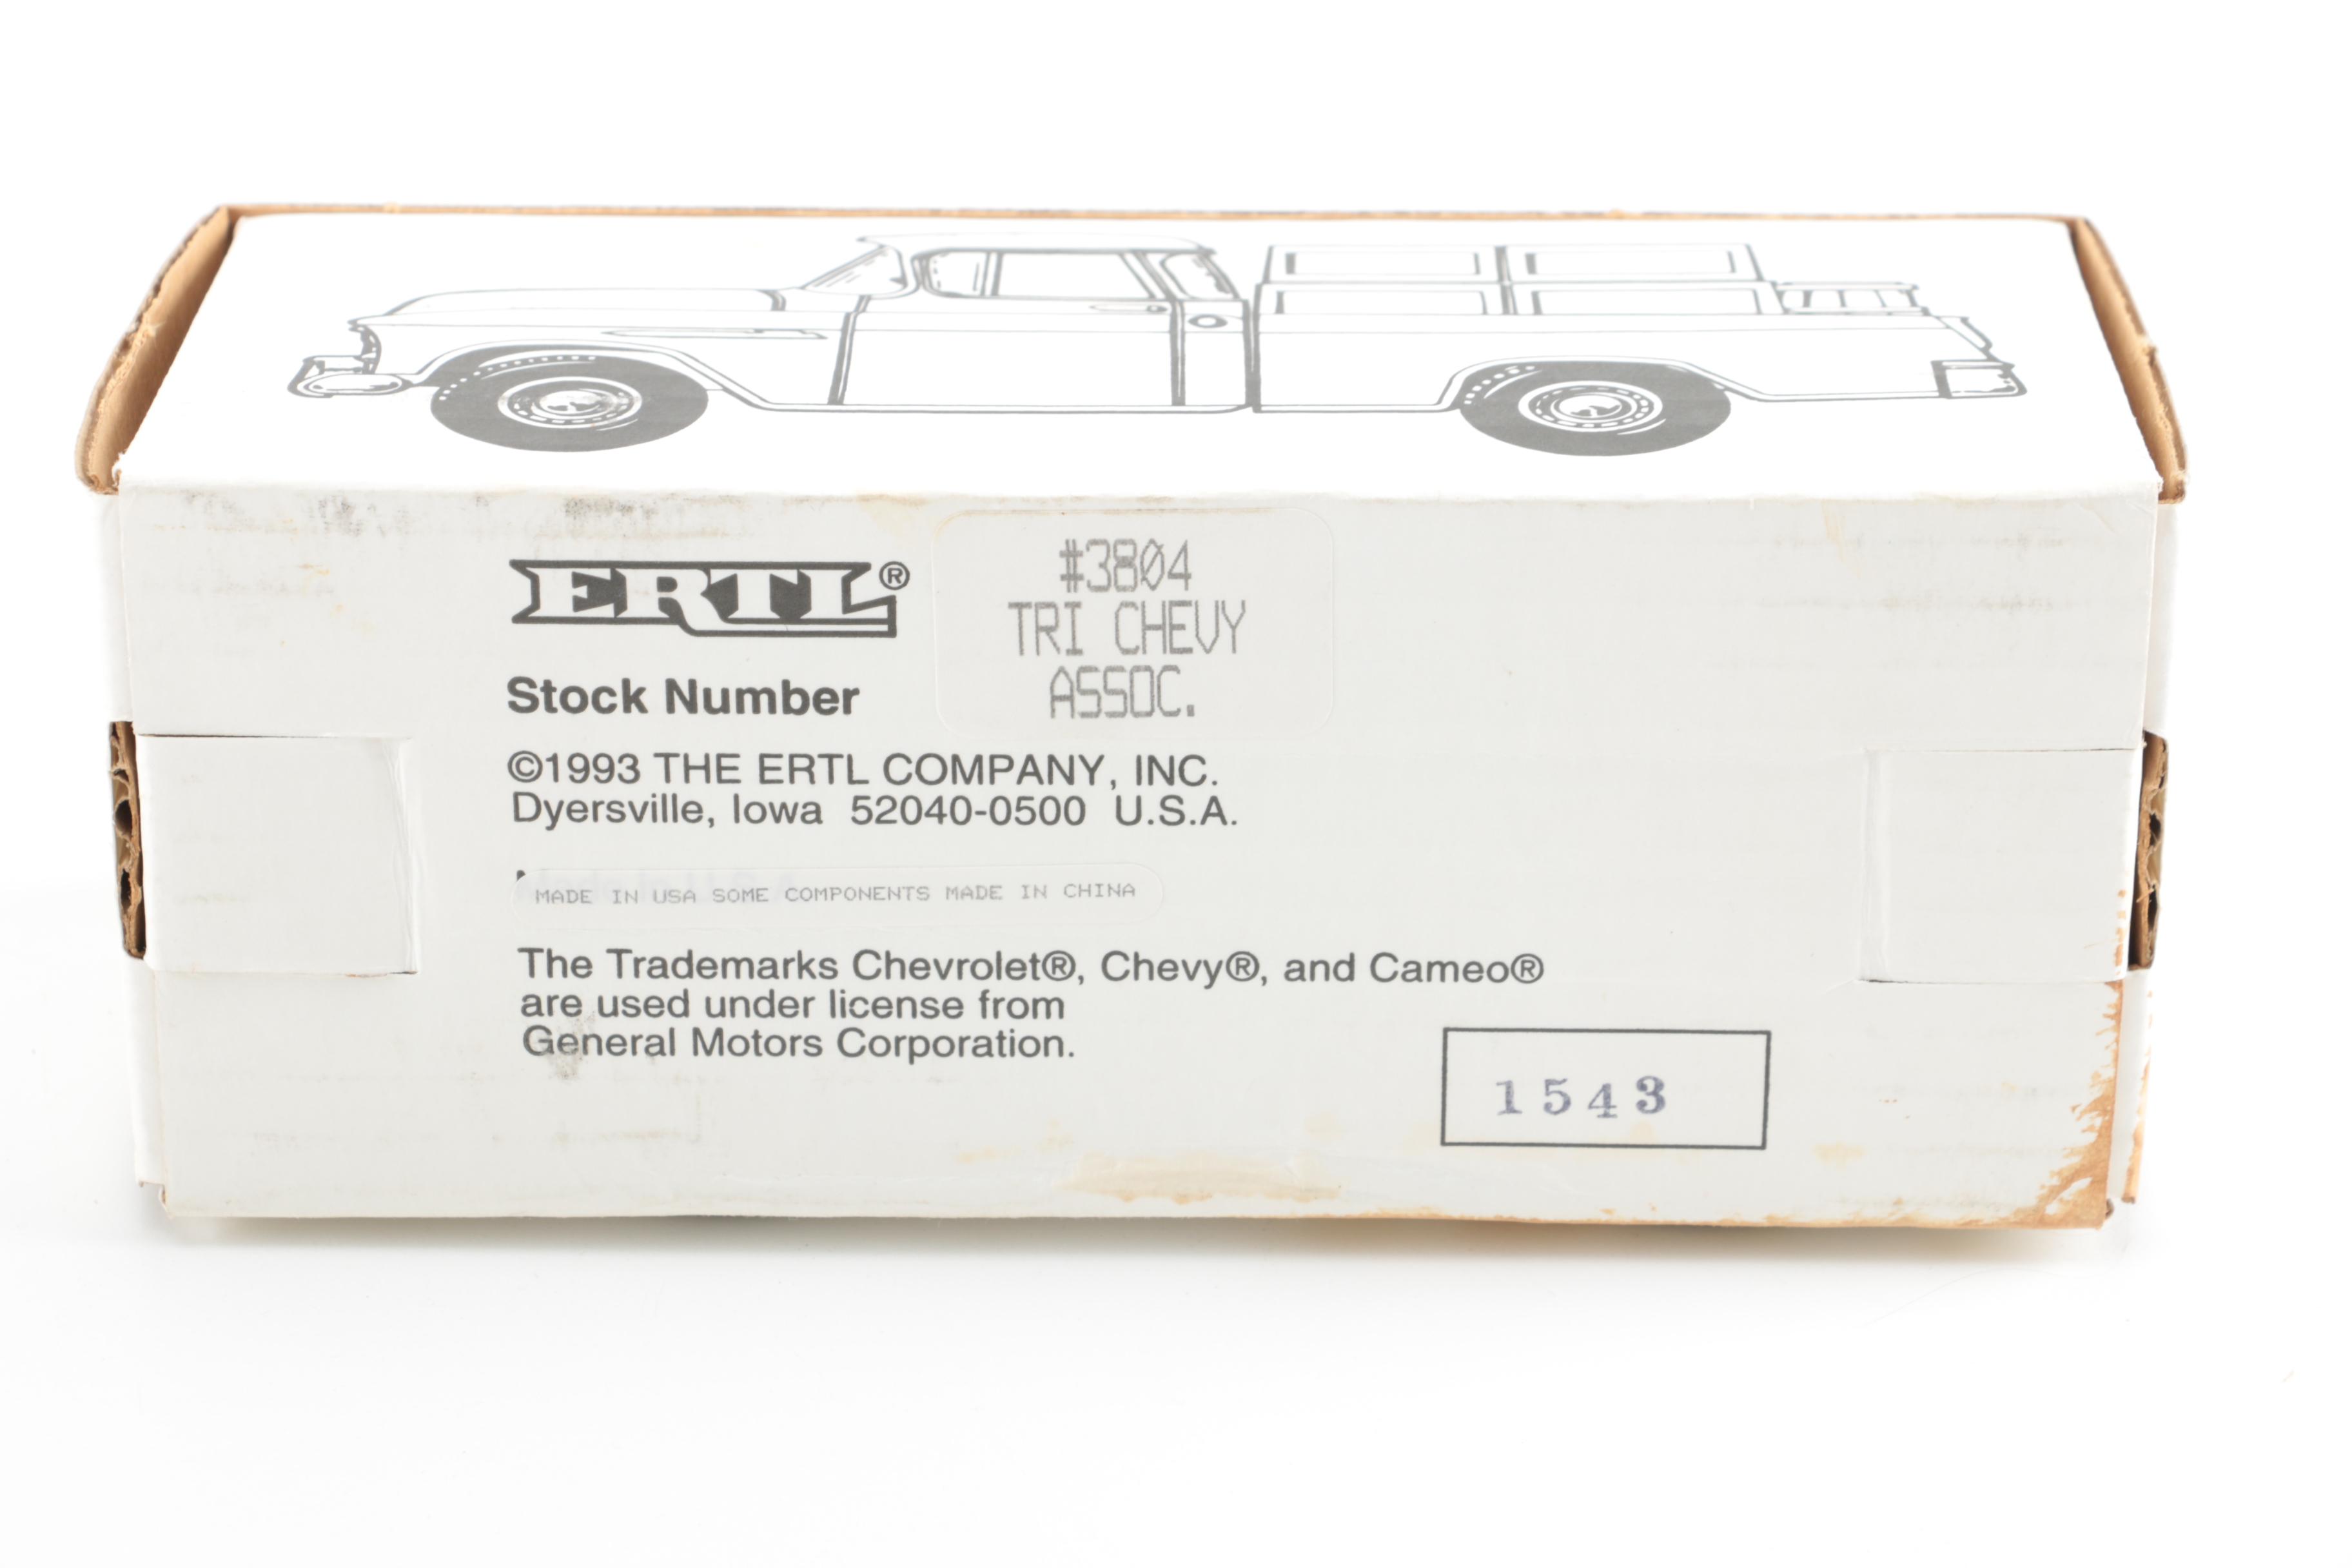 ERTL®
#3804
TRI CHEVY
ASSOC.
Stock Number
©1993 THE ERTL COMPANY, INC.
Dyersville, Iowa 52040-0500 U.S.A.
MADE IN USA SOME COMPONENTS MADE IN CHINA
The Trademarks Chevrolet®, Chevy®, and Cameo®
are used under license from
General Motors Corporation.
1543